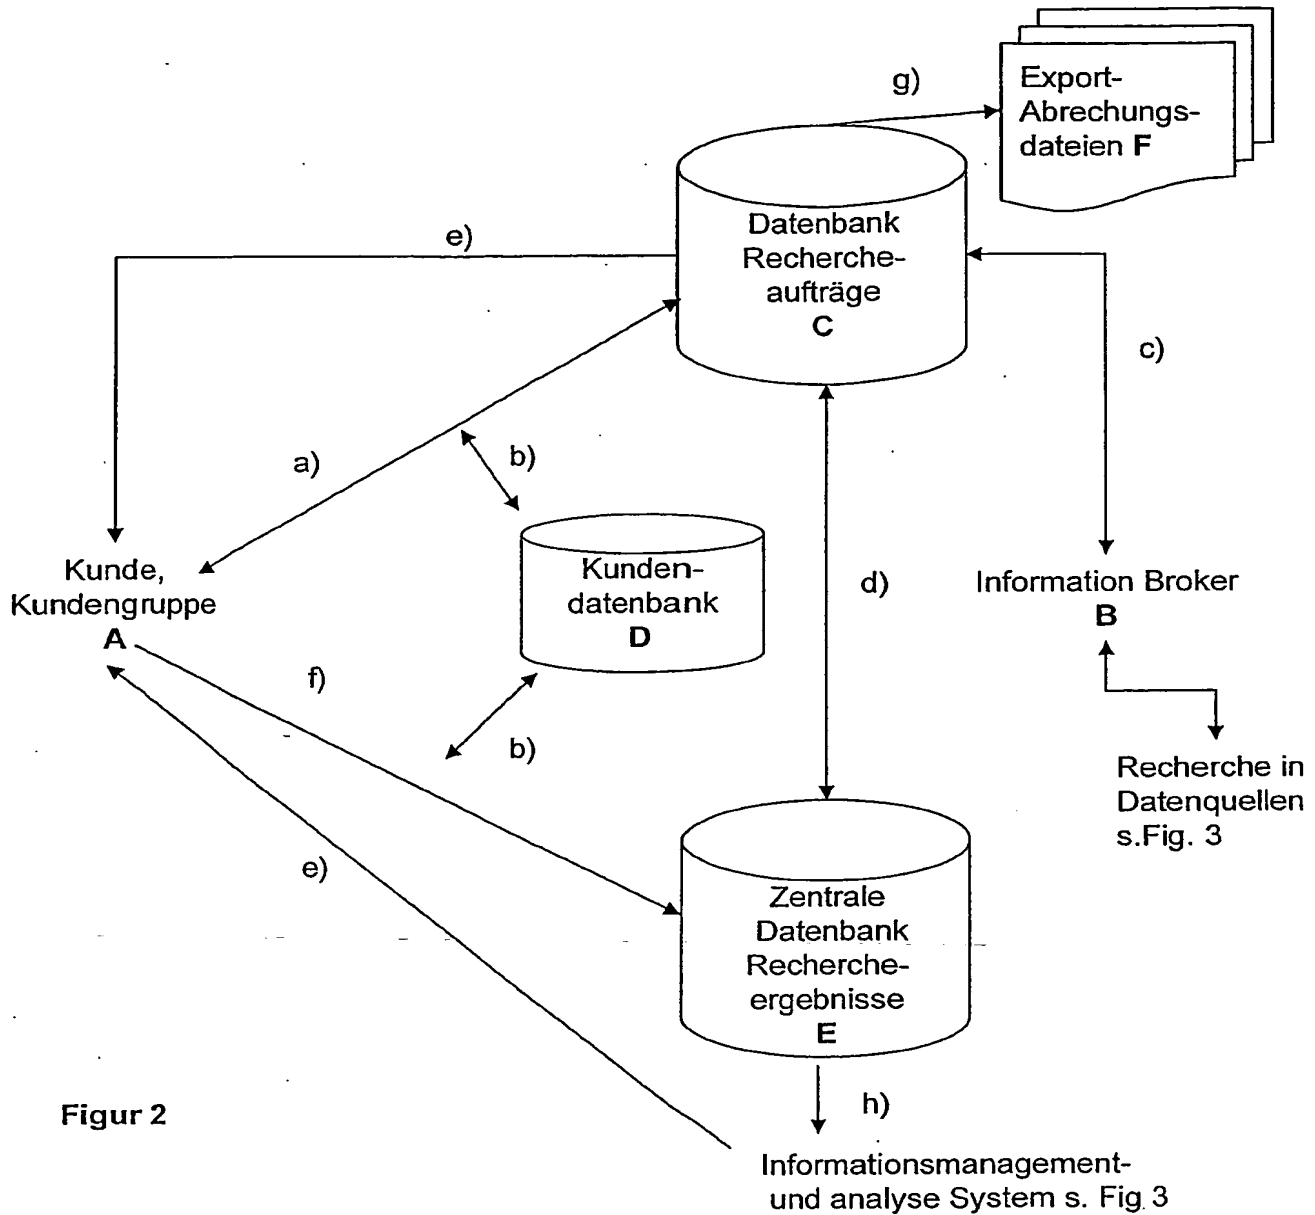 g)
Export-
Abrechungs-
dateien F
Datenbank
Recherche-
aufträge
C
e)
c)
a)
b)
Kunde,
Kundengruppe
A
Kunden-
datenbank
D
d)
Information Broker
B
f)
b)
Recherche in
Datenquellen
s.Fig. 3
e)
Zentrale
Datenbank
Recherche-
ergebnisse
E
h)
Figur 2
Informationsmanagement-
und analyse System s. Fig.3